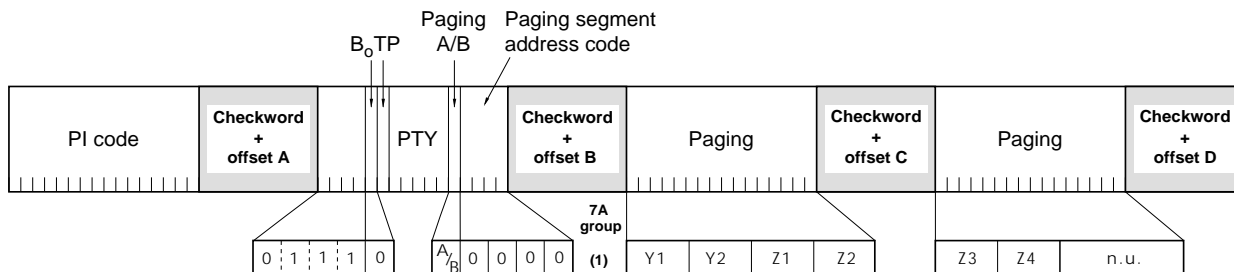 Paging
A/B
Paging segment
address code
BoTP
PI code
Checkword
+
offset A
PTY
Checkword
+
offset B
Paging
Checkword
+
offset C
Paging
Checkword
+
offset D
0 1 1 1 0
A/B 0 0 0 0
7A
group
(1)
Y1 Y2 Z1 Z2
Z3 Z4 n.u.